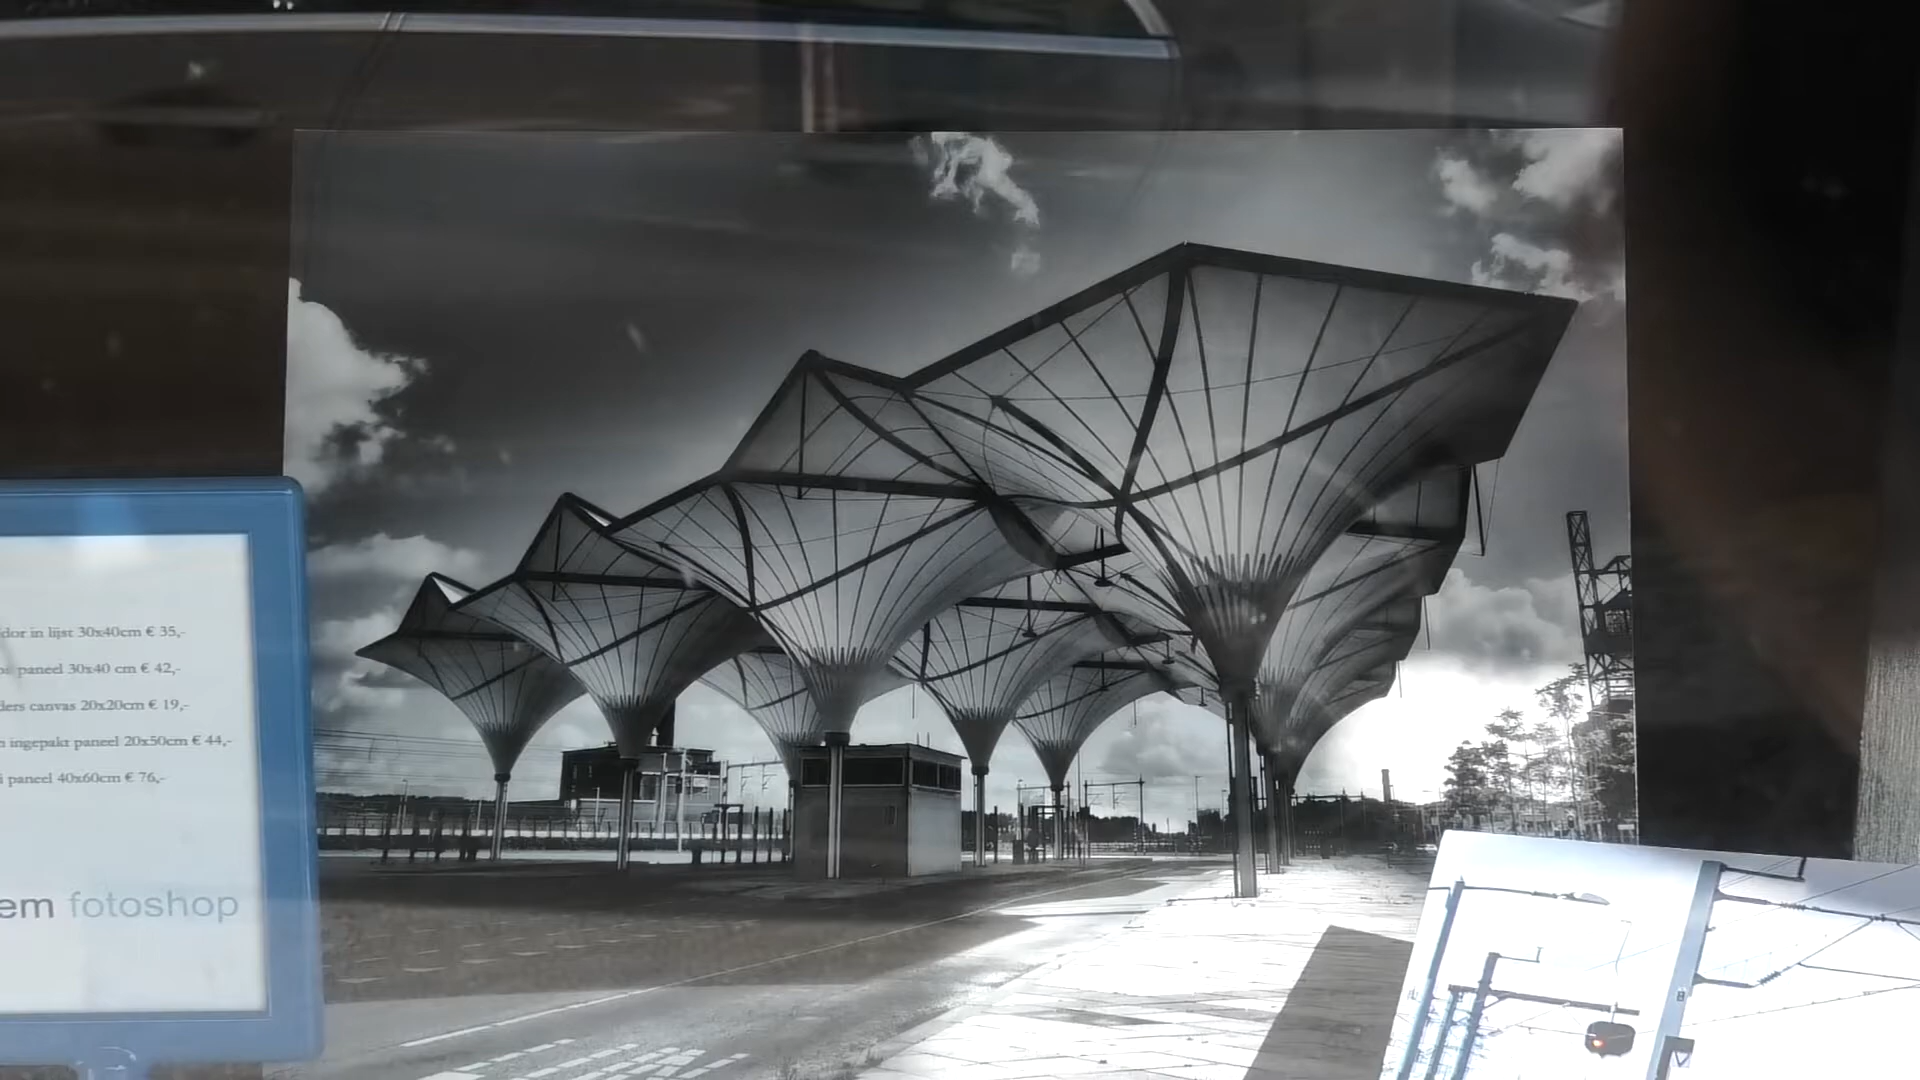 dor in lijst 30x40cm € 35,-
paneel 30x40 cm € 42,-
ders canvas 20x20cm € 19,-
n ingepakt paneel 20x50cm € 44,-
i paneel 40x60cm € 76,-
em fotoshop